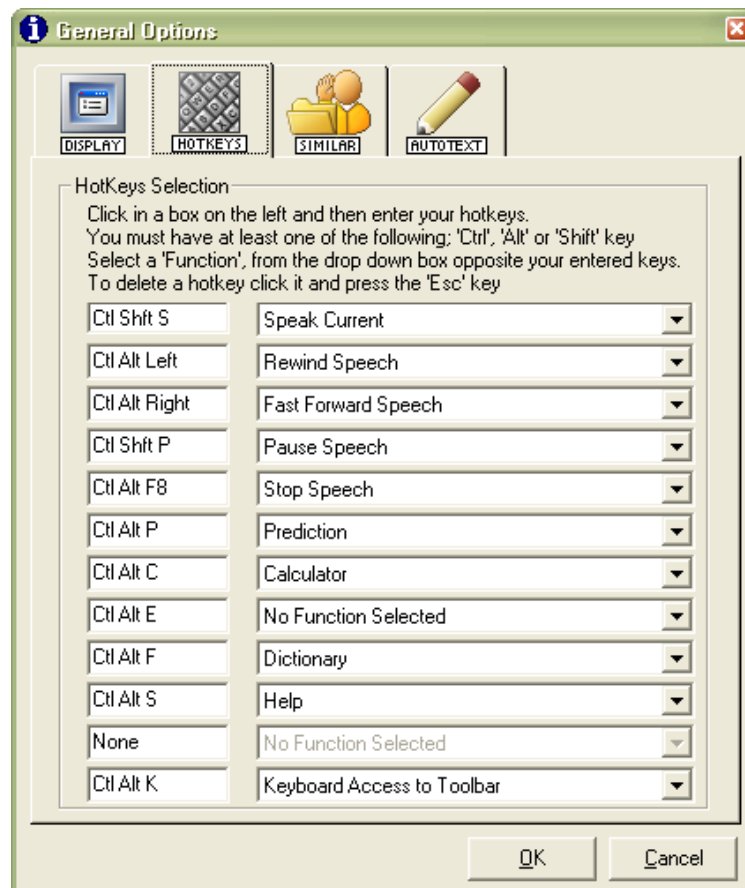 General Options
DISPLAY HOTKEYS SIMILAR AUTOTEXT
HotKeys Selection
Click in a box on the left and then enter your hotkeys.
You must have at least one of the following; 'Ctrl', 'Alt' or 'Shift' key
Select a 'Function', from the drop down box opposite your entered keys.
To delete a hotkey click it and press the 'Esc' key
Ctl Shft S Speak Current
Ctl Alt Left Rewind Speech
Ctl Alt Right Fast Forward Speech
Ctl Shft P Pause Speech
Ctl Alt F8 Stop Speech
Ctl Alt P Prediction
Ctl Alt C Calculator
Ctl Alt E No Function Selected
Ctl Alt F Dictionary
Ctl Alt S Help
None No Function Selected
Ctl Alt K Keyboard Access to Toolbar
OK Cancel